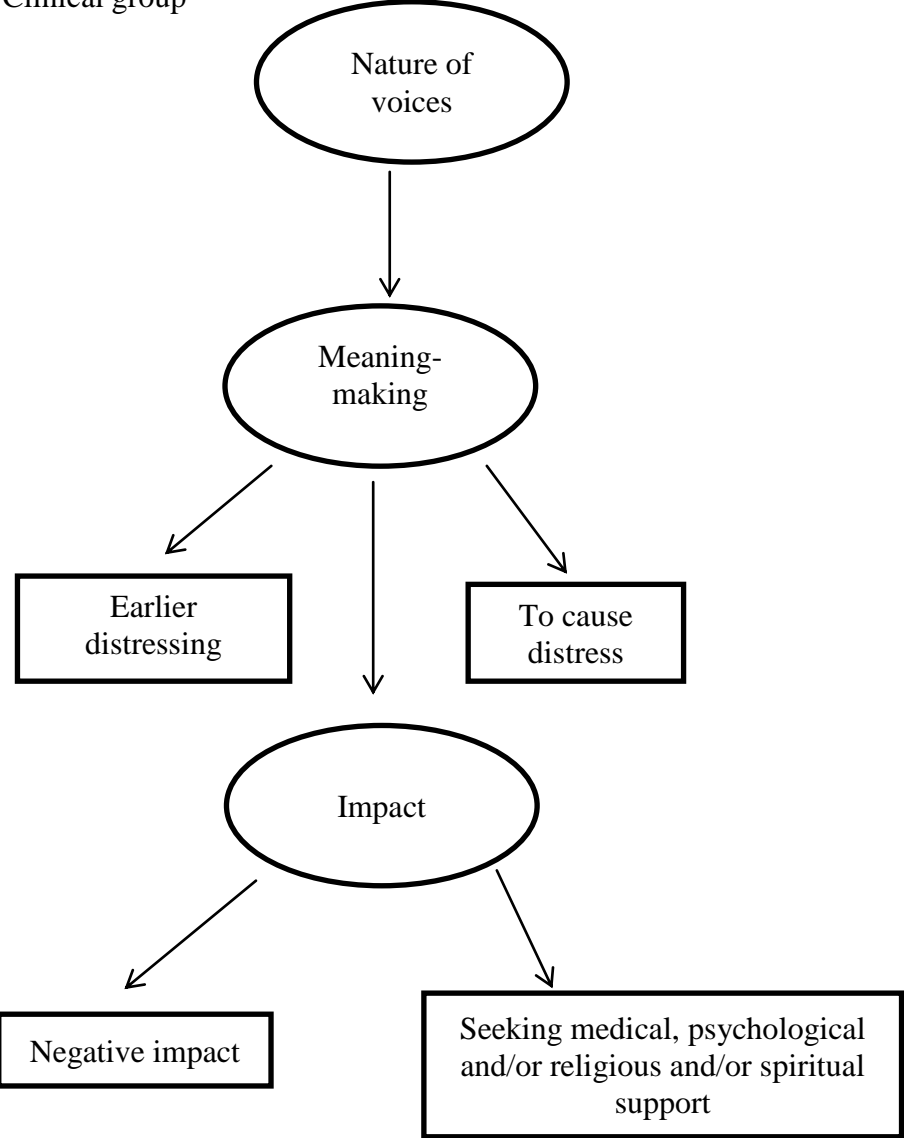 Clinical group
Nature of
voices
Meaning-
making
Earlier
distressing
To cause
distress
Impact
Negative impact
Seeking medical, psychological
and/or religious and/or spiritual
support